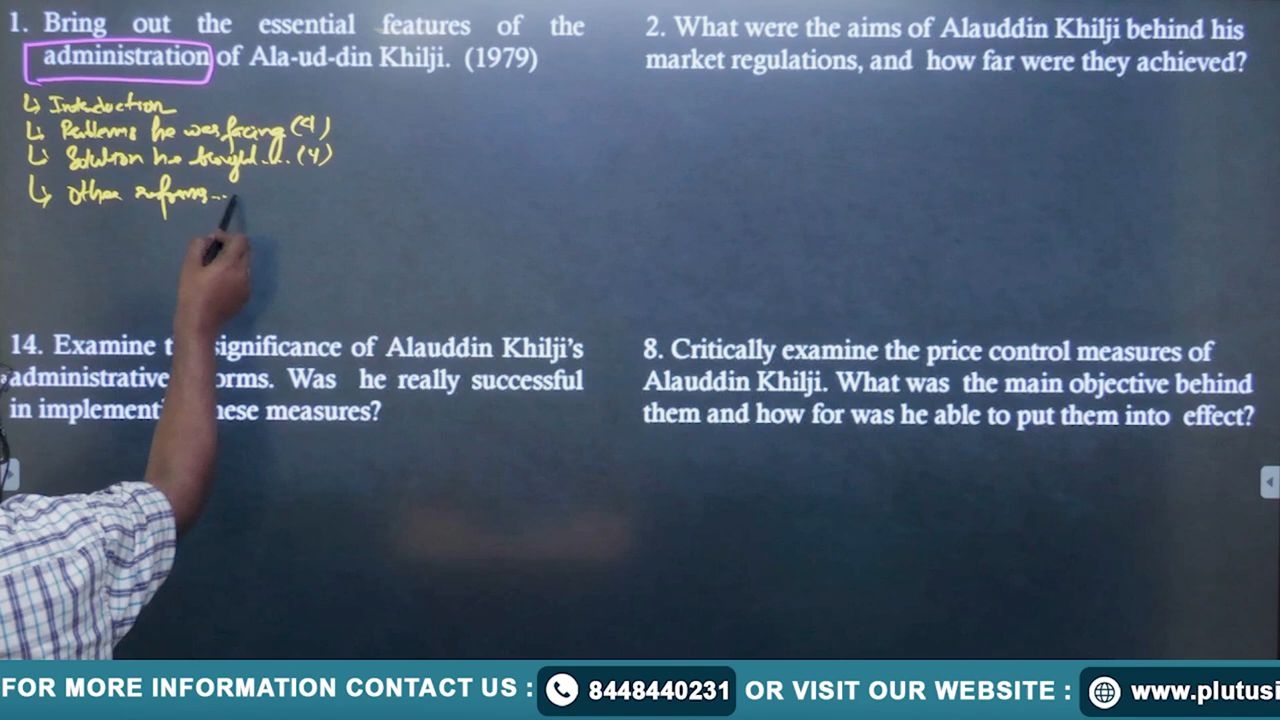 1. Bring out the essential features of the
administration of Ala-ud-din Khilji. (1979)
↳ Introduction
↳ Problems he was facing (4)
↳ Solution he sought... (4)
↳ Other reforms...
2. What were the aims of Alauddin Khilji behind his
market regulations, and how far were they achieved?
14. Examine significance of Alauddin Khilji's
administrative Was he really successful
in these measures?
8. Critically examine the price control measures of
Alauddin Khilji. What was the main objective behind
them and how for was he able to put them into effect?
FOR MORE INFORMATION CONTACT US : 8448440231 OR VISIT OUR WEBSITE : www.plutusi